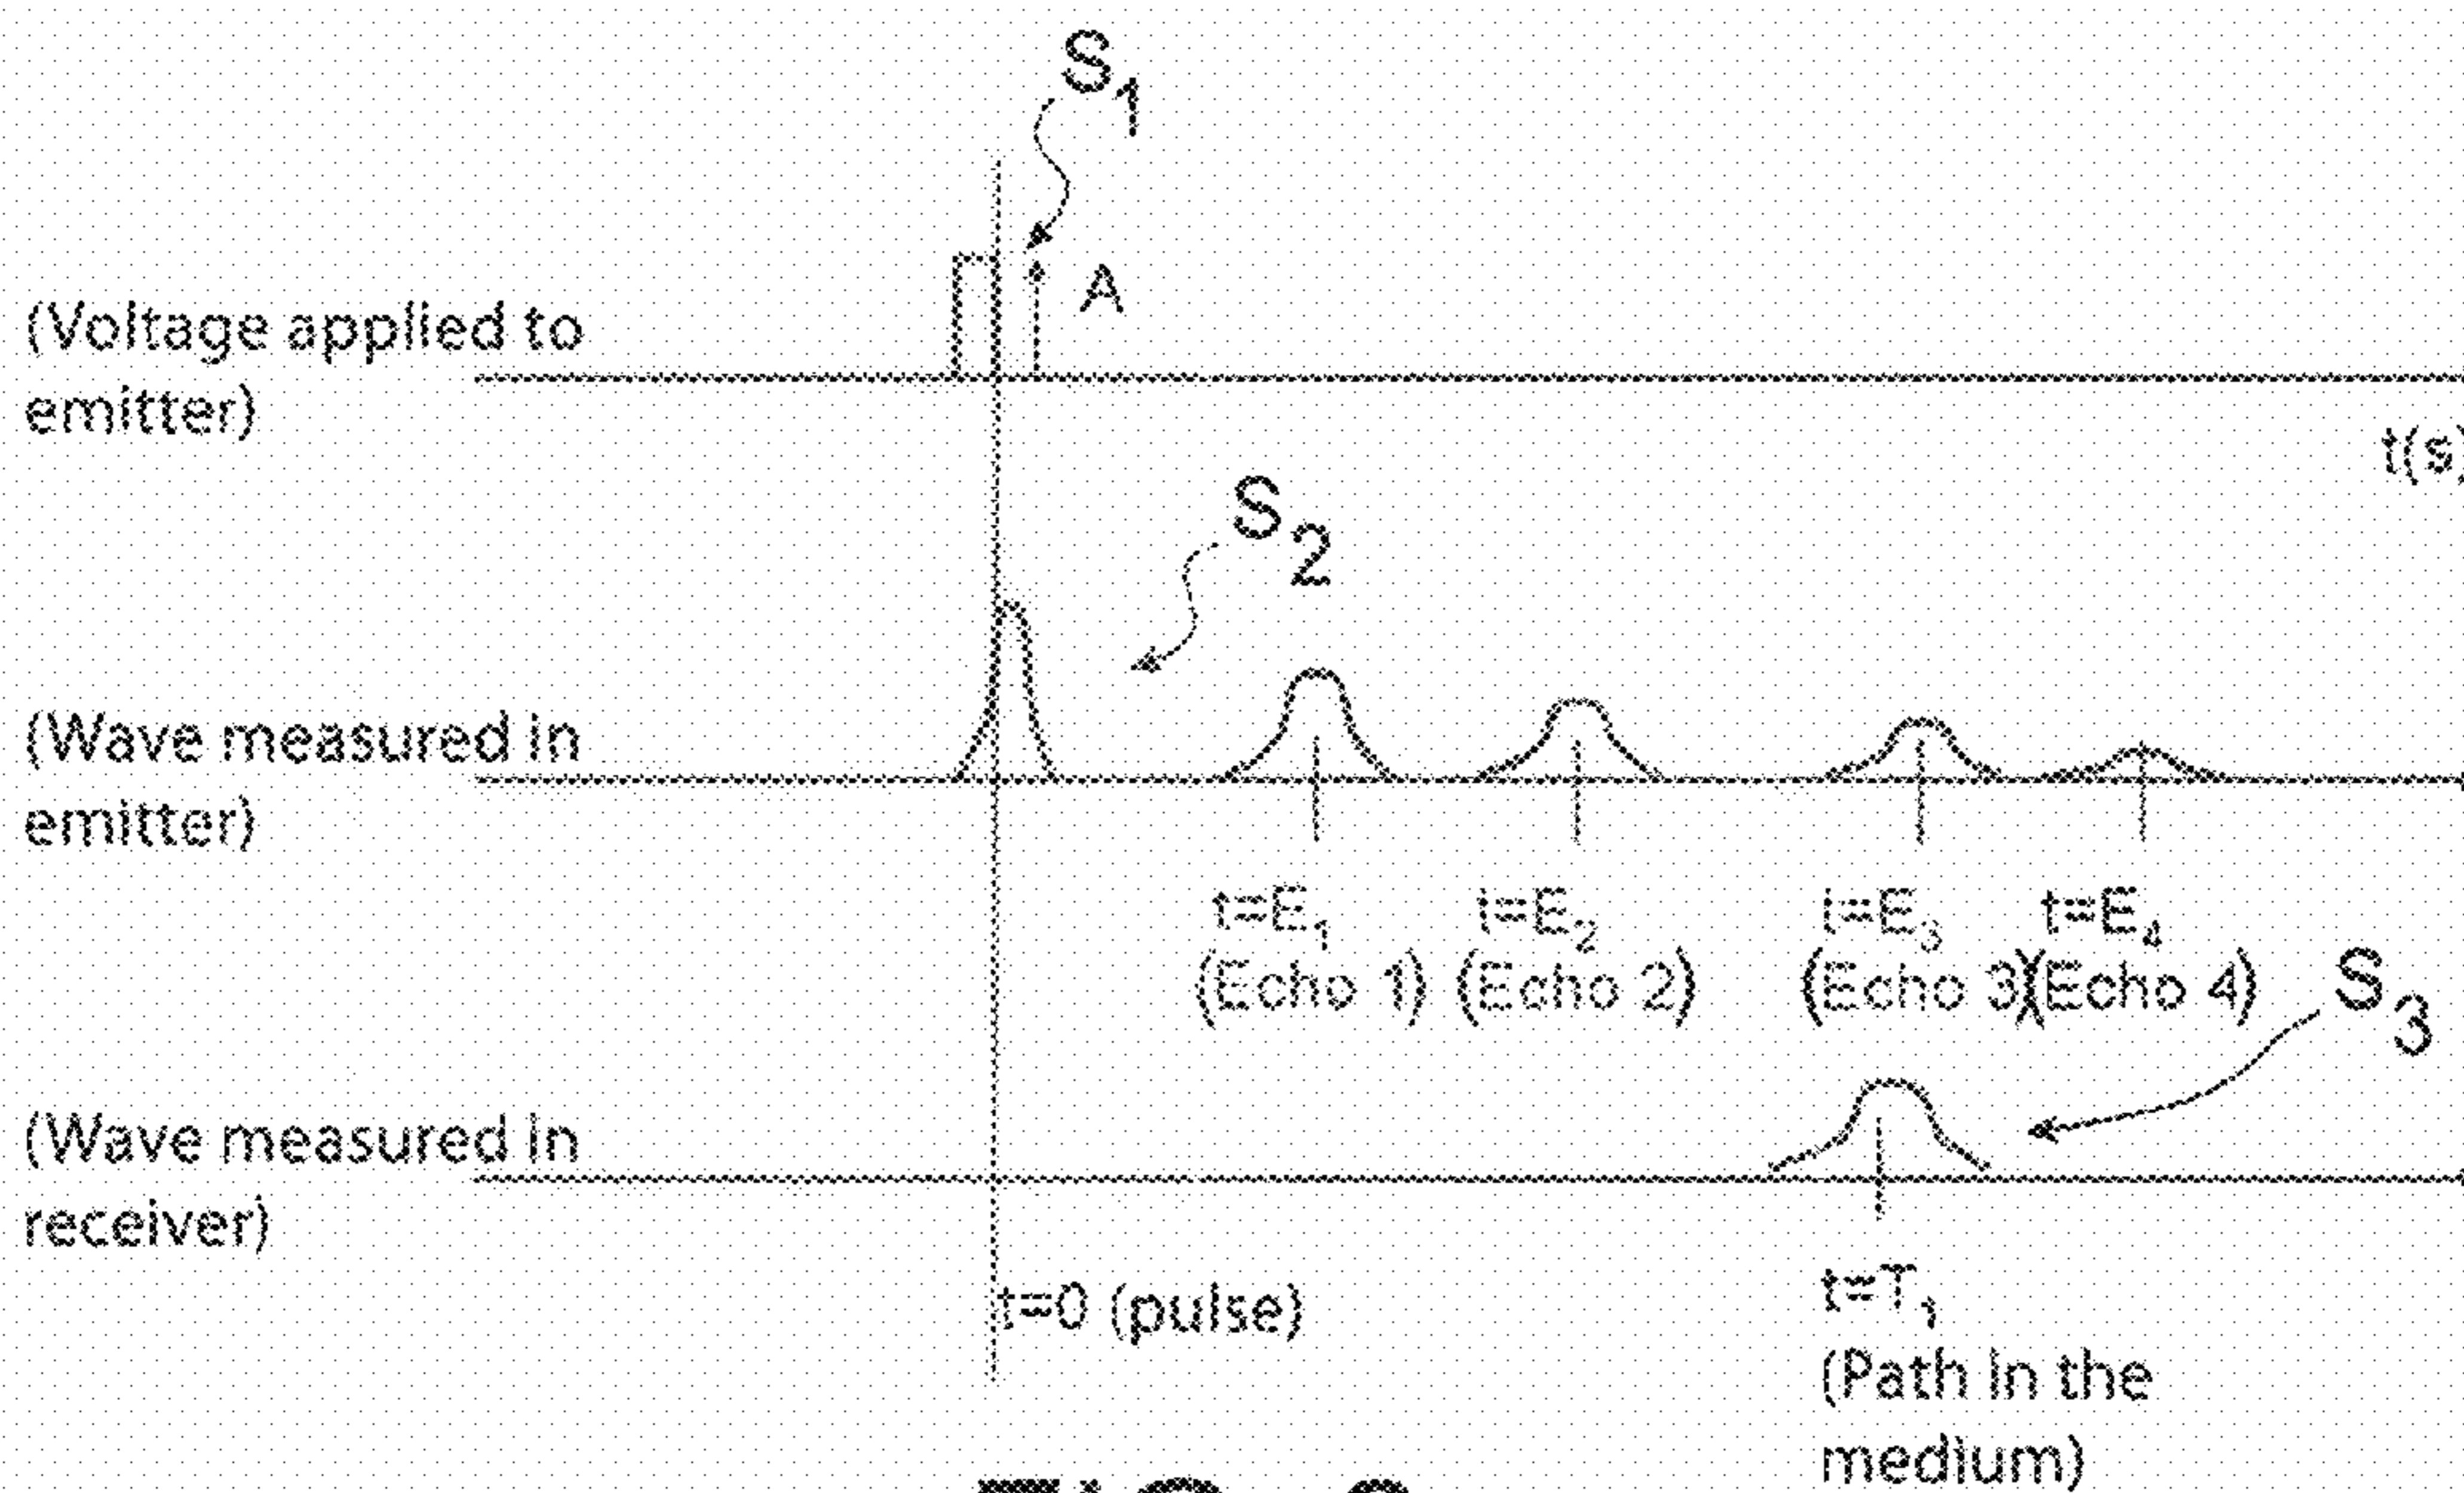 S1
A
(Voltage applied to
emitter)
t(s)
S2
(Wave measured in
emitter)
t=E1 t=E2 t=E3 t=E4
(Echo 1) (Echo 2) (Echo 3)(Echo 4)
S3
(Wave measured in
receiver)
t=0 (pulse)
t=T1
(Path in the
medium)